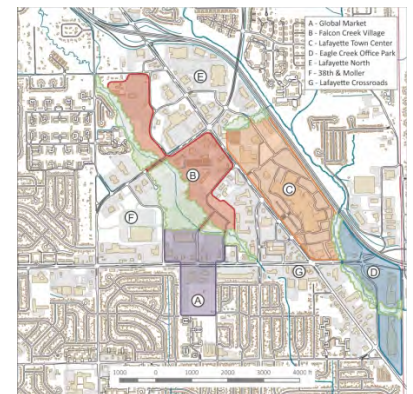 A - Global Market
B - Falcon Creek Village
C - Lafayette Town Center
D - Eagle Creek Office Park
E - Lafayette North
F - 38th & Moller
G - Lafayette Crossroads
E
B
C
F
G
D
A
1000 0 1000 2000 3000 4000 ft